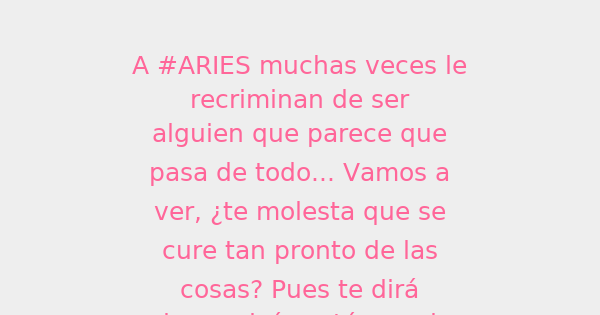 A #ARIES muchas veces le
recriminan de ser
alguien que parece que
pasa de todo... Vamos a
ver, ¿te molesta que se
cure tan pronto de las
cosas? Pues te dirá